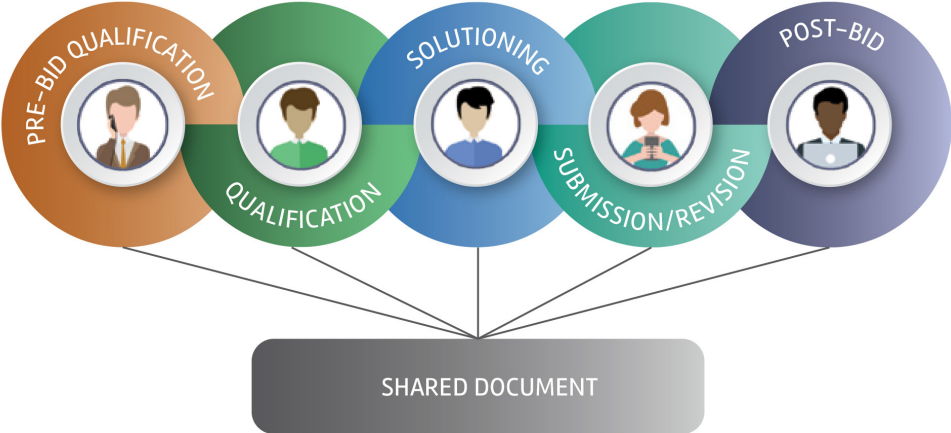 PRE-BID QUALIFICATION
QUALIFICATION
SOLUTIONING
SUBMISSION/REVISION
POST-BID
SHARED DOCUMENT